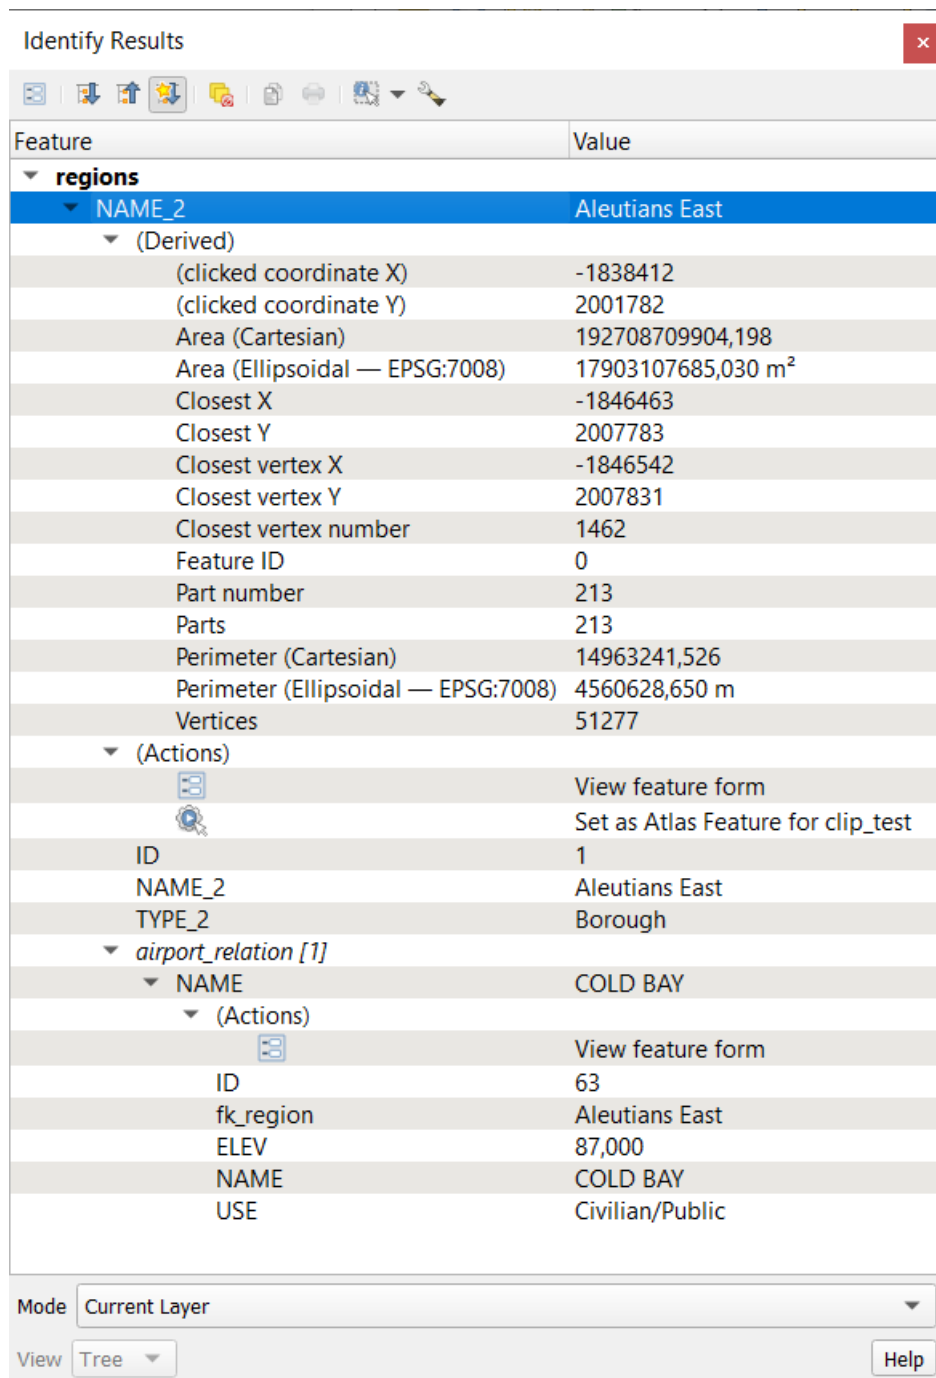 Identify Results
Feature Value
regions
NAME_2 Aleutians East
(Derived)
(clicked coordinate X) -1838412
(clicked coordinate Y) 2001782
Area (Cartesian) 192708709904,198
Area (Ellipsoidal — EPSG:7008) 17903107685,030 m²
Closest X -1846463
Closest Y 2007783
Closest vertex X -1846542
Closest vertex Y 2007831
Closest vertex number 1462
Feature ID 0
Part number 213
Parts 213
Perimeter (Cartesian) 14963241,526
Perimeter (Ellipsoidal — EPSG:7008) 4560628,650 m
Vertices 51277
(Actions)
View feature form
Set as Atlas Feature for clip_test
ID 1
NAME_2 Aleutians East
TYPE_2 Borough
airport_relation [1]
NAME COLD BAY
(Actions)
View feature form
ID 63
fk_region Aleutians East
ELEV 87,000
NAME COLD BAY
USE Civilian/Public
Mode Current Layer
View Tree Help